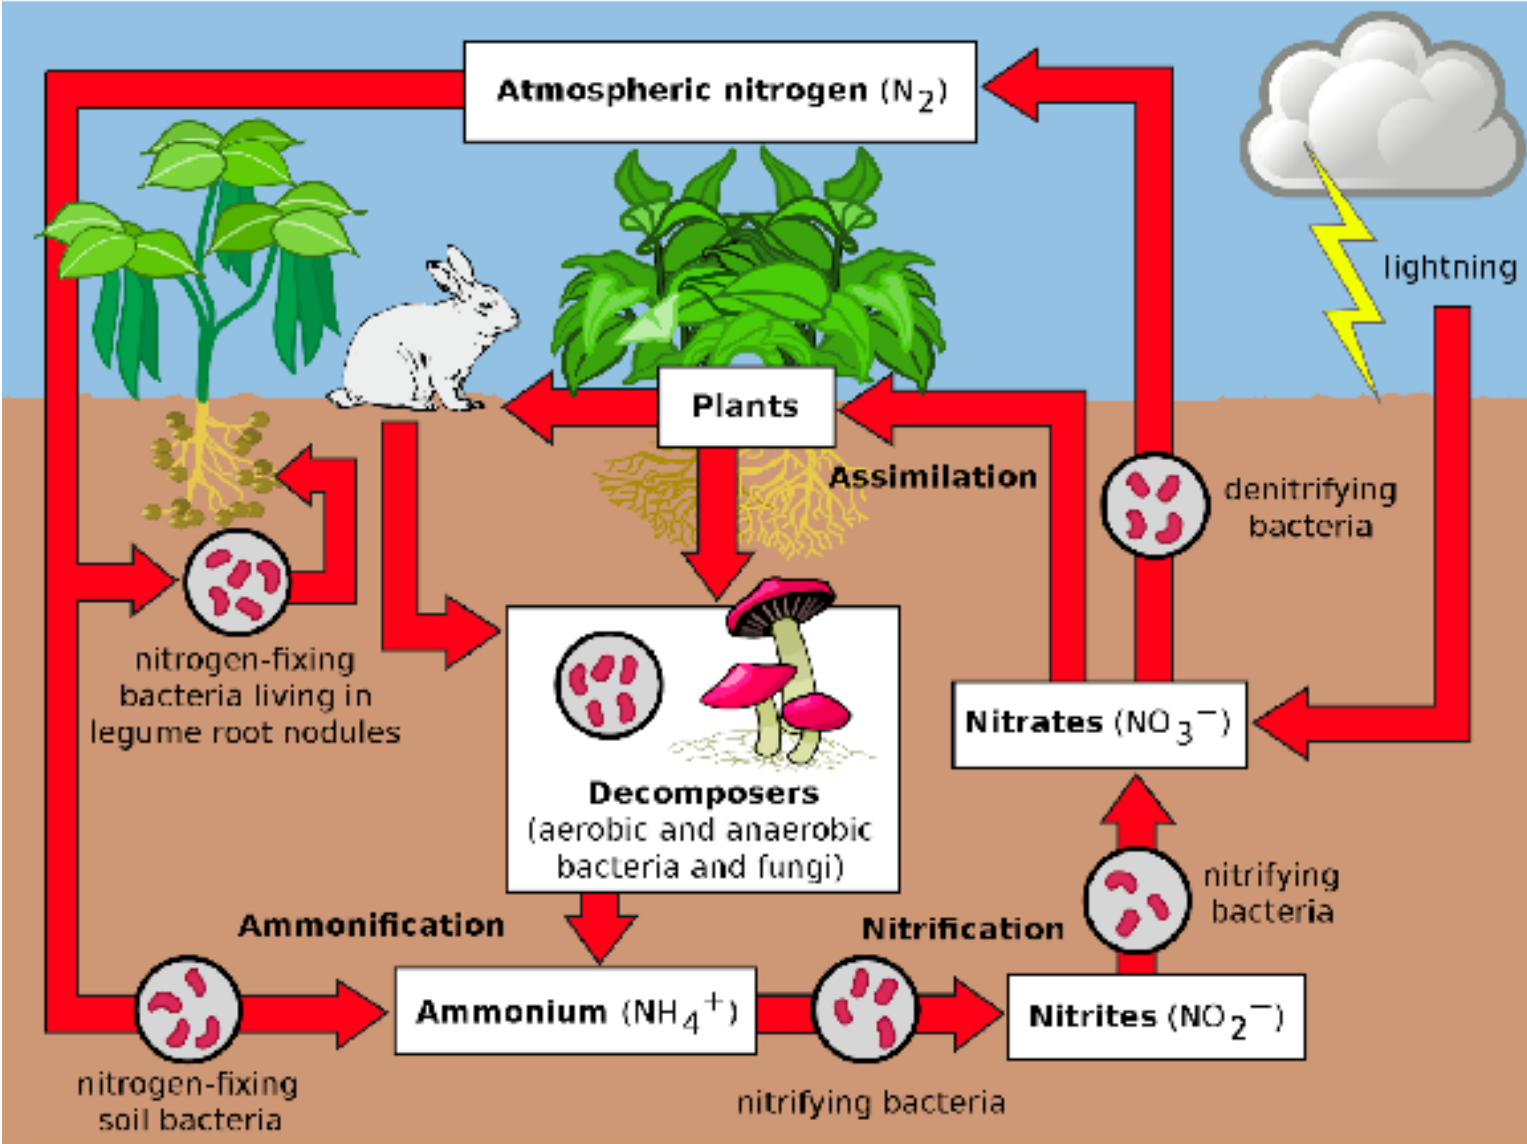 Atmospheric nitrogen (N₂)
lightning
Plants
Assimilation
denitrifying
bacteria
nitrogen-fixing
bacteria living in
legume root nodules
Nitrates (NO₃⁻)
Decomposers
(aerobic and anaerobic
bacteria and fungi)
nitrifying
bacteria
Ammonification
Nitrification
Ammonium (NH₄⁺)
Nitrites (NO₂⁻)
nitrogen-fixing
soil bacteria
nitrifying bacteria